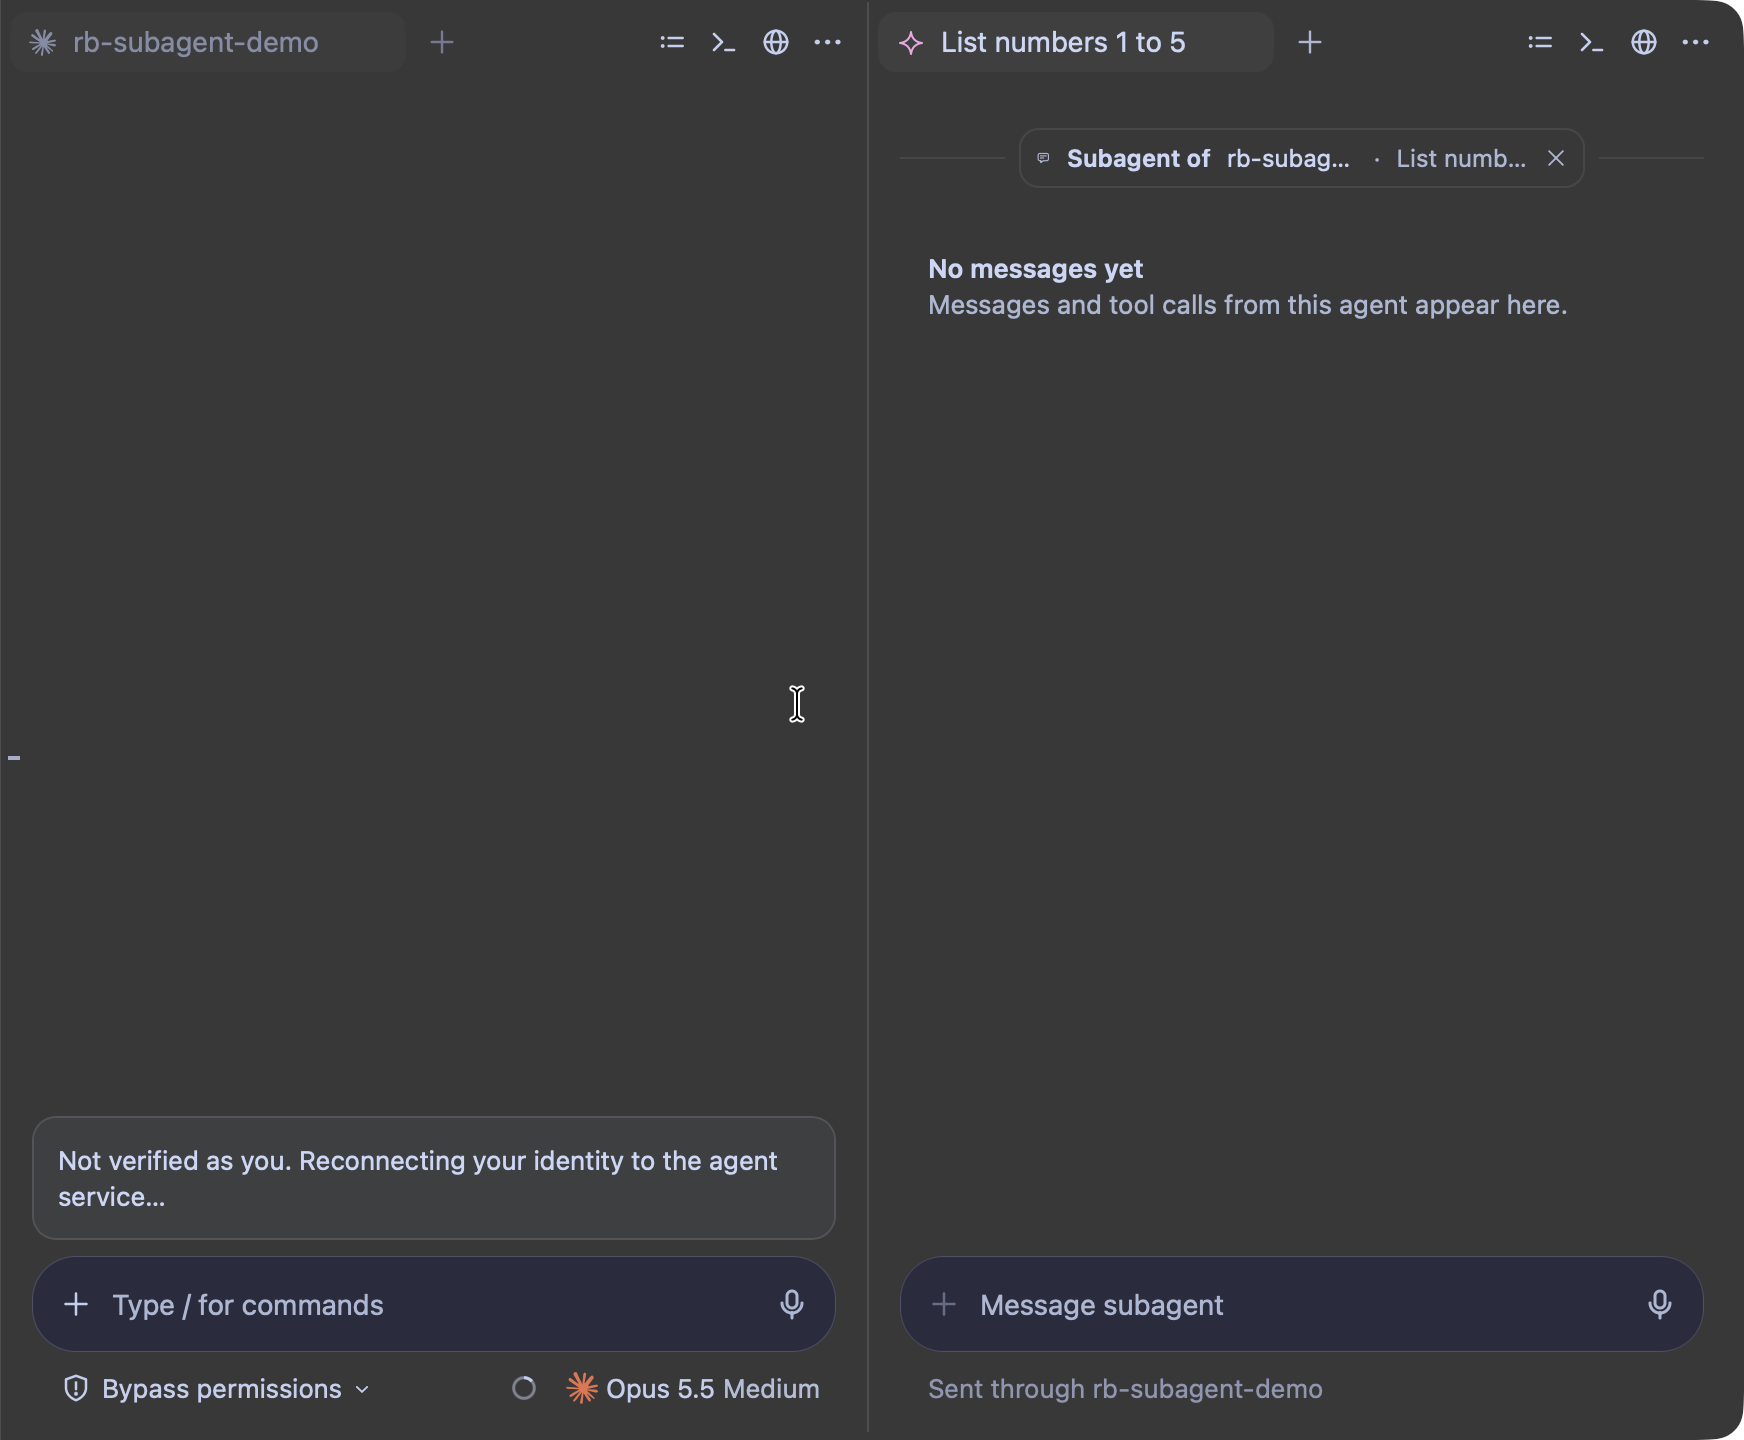 rb-subagent-demo
List numbers 1 to 5
Subagent of rb-subag... · List numb...
No messages yet
Messages and tool calls from this agent appear here.
Not verified as you. Reconnecting your identity to the agent
service...
Type / for commands
Message subagent
Bypass permissions
Opus 5.5 Medium
Sent through rb-subagent-demo